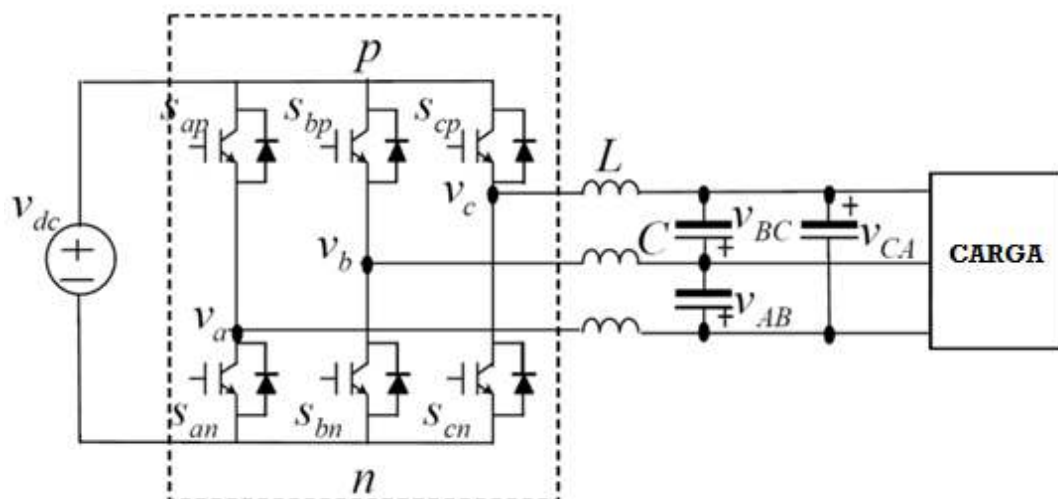 p
s_ap
s_bp
s_cp
L
v_c
v_dc
+
−
v_b
C
v_BC
+
v_CA
+
CARGA
v_a
v_AB
+
s_an
s_bn
s_cn
n